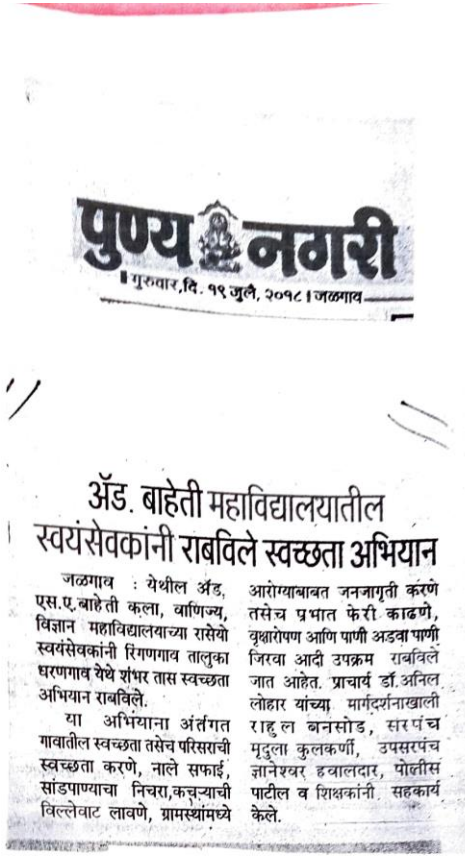 पुण्य नगरी
गुरुवार,दि. १९ जुलै, २०१८ । जळगाव
ॲड. बाहेती महाविद्यालयातील
स्वयंसेवकांनी राबविले स्वच्छता अभियान
जळगाव : येथील ॲड.
एस.ए.बाहेती कला, वाणिज्य,
विज्ञान महाविद्यालयाच्या रासेयो
स्वयंसेवकांनी रिंगणगाव तालुका
धरणगाव येथे शंभर तास स्वच्छता
अभियान राबविले.
या अभियाना अंतर्गत
गावातील स्वच्छता तसेच परिसराची
स्वच्छता करणे, नाले सफाई,
सांडपाण्याचा निचरा,कचऱ्याची
विल्लेवाट लावणे, ग्रामस्थांमध्ये
आरोग्याबाबत जनजागृती करणे
तसेच प्रभात फेरी काढणे,
वृक्षारोपण आणि पाणी अडवा पाणी
जिरवा आदी उपक्रम राबविले
जात आहेत. प्राचार्य डॉ.अनिल
लोहार यांच्या मार्गदर्शनाखाली
राहुल बनसोड, सरपंच
मृदुला कुलकर्णी, उपसरपंच
ज्ञानेश्वर हवालदार, पोलीस
पाटील व शिक्षकांनी सहकार्य
केले.